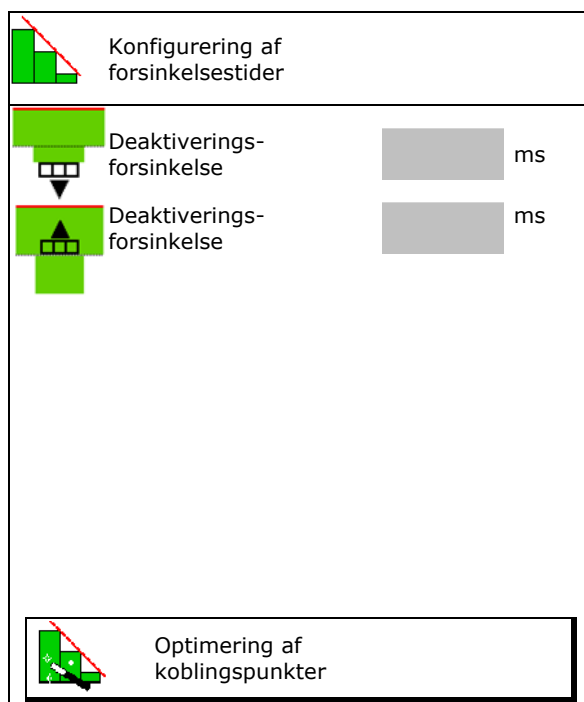 Konfigurering af
forsinkelsestider
Deaktiverings-
forsinkelse
ms
Deaktiverings-
forsinkelse
ms
Optimering af
koblingspunkter